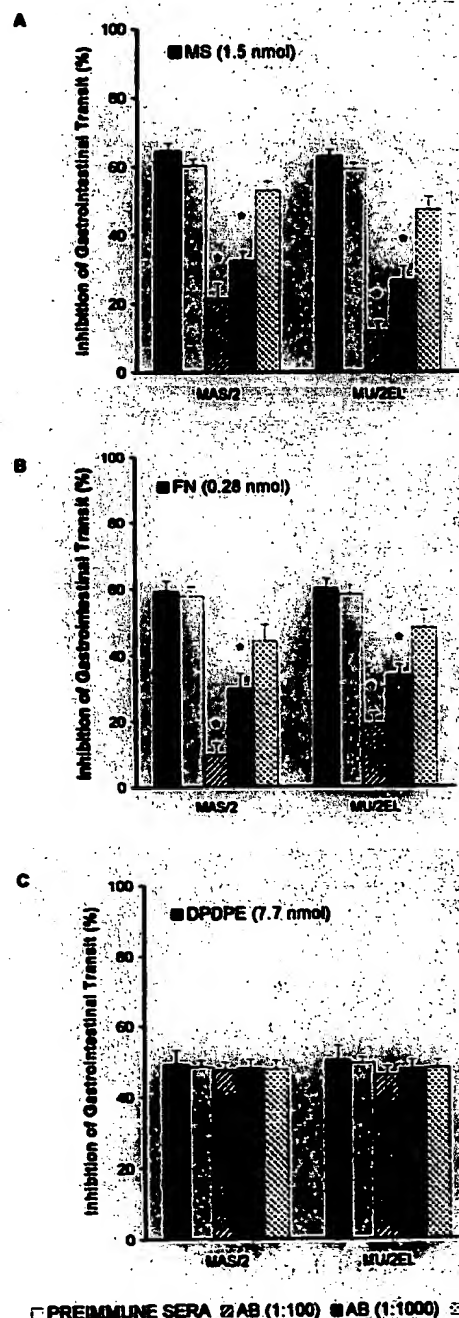 A
100
80
60
40
20
0
Inhibition of Gastrointestinal Transit (%)
MS (1.5 nmol)
MAS/2
MU/2EL
B
100
80
60
40
20
0
Inhibition of Gastrointestinal Transit (%)
FN (0.28 nmol)
MAS/2
MU/2EL
C
100
80
60
40
20
0
Inhibition of Gastrointestinal Transit (%)
DPDPE (7.7 nmol)
MAS/2
MU/2EL
PREIMMUNE SERA AB (1:100) AB (1:1000)